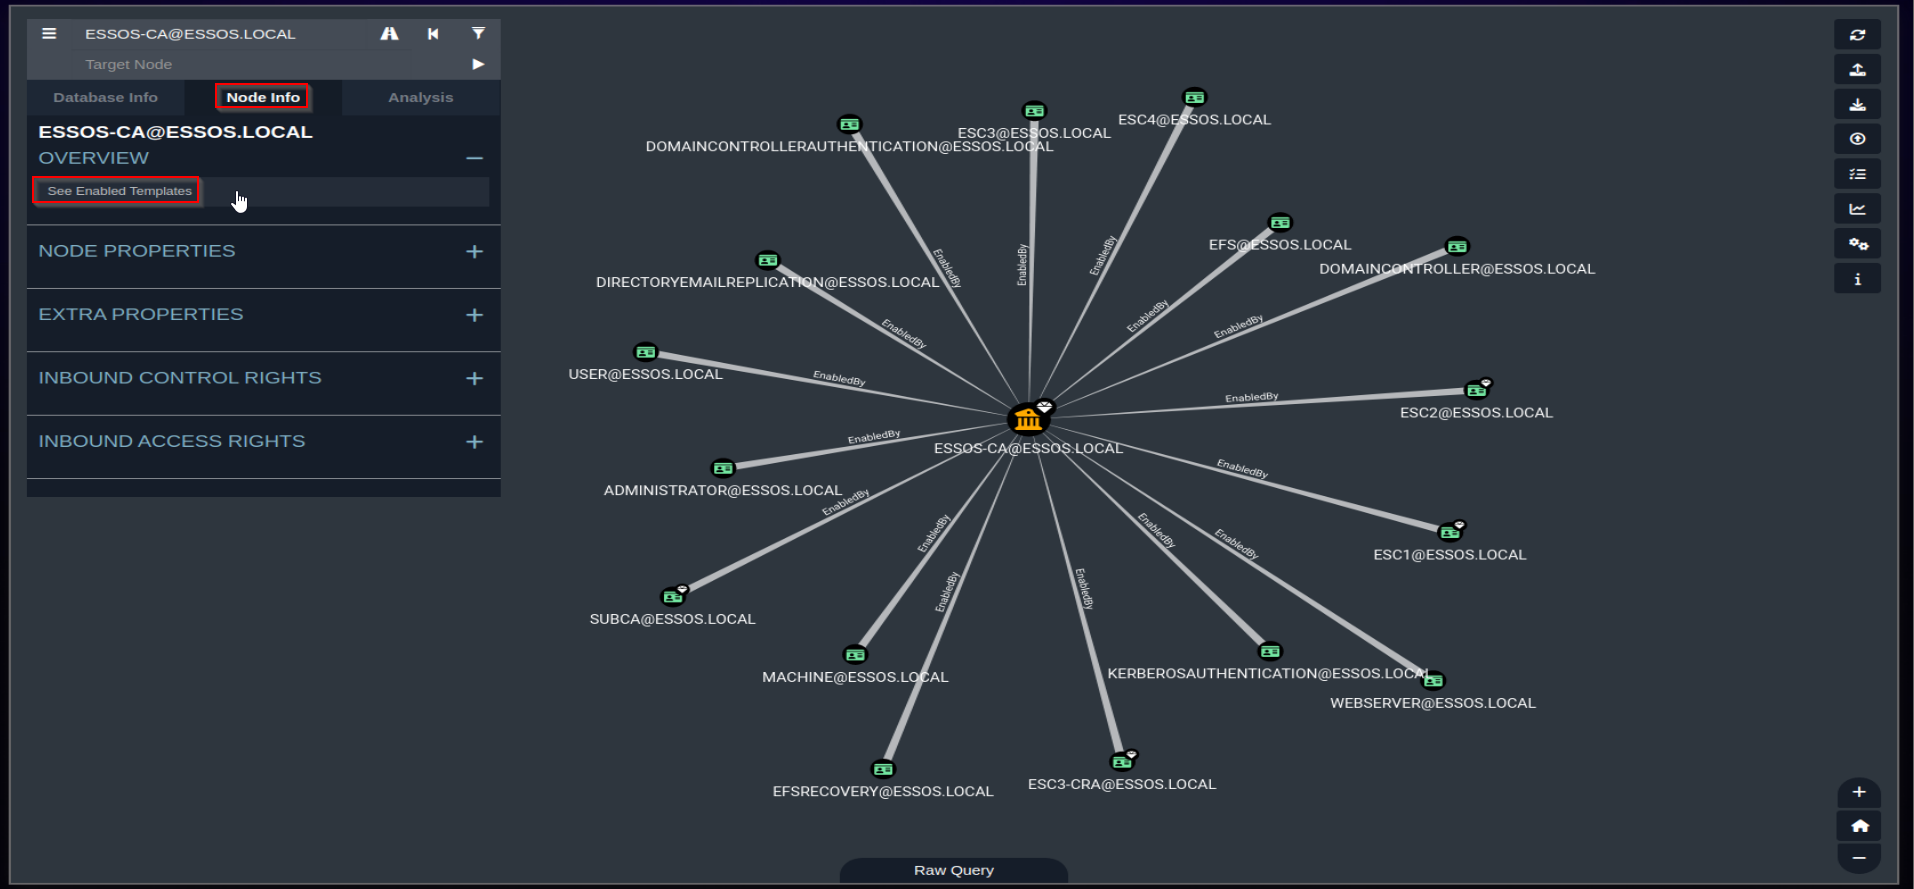 ESSOS-CA@ESSOS.LOCAL
Target Node
Database Info
Node Info
Analysis
ESSOS-CA@ESSOS.LOCAL
OVERVIEW
See Enabled Templates
NODE PROPERTIES
EXTRA PROPERTIES
INBOUND CONTROL RIGHTS
INBOUND ACCESS RIGHTS
ESC4@ESSOS.LOCAL
ESC3@ESSOS.LOCAL
DOMAINCONTROLLERAUTHENTICATION@ESSOS.LOCAL
EFS@ESSOS.LOCAL
DOMAINCONTROLLER@ESSOS.LOCAL
DIRECTORYEMAILREPLICATION@ESSOS.LOCAL
EnabledBy
EnabledBy
EnabledBy
EnabledBy
EnabledBy
EnabledBy
USER@ESSOS.LOCAL
EnabledBy
EnabledBy
ESC2@ESSOS.LOCAL
EnabledBy
ESSOS-CA@ESSOS.LOCAL
EnabledBy
ADMINISTRATOR@ESSOS.LOCAL
EnabledBy
EnabledBy
EnabledBy
EnabledBy
ESC1@ESSOS.LOCAL
EnabledBy
EnabledBy
SUBCA@ESSOS.LOCAL
MACHINE@ESSOS.LOCAL
KERBEROSAUTHENTICATION@ESSOS.LOCAL
WEBSERVER@ESSOS.LOCAL
EFSRECOVERY@ESSOS.LOCAL
ESC3-CRA@ESSOS.LOCAL
Raw Query